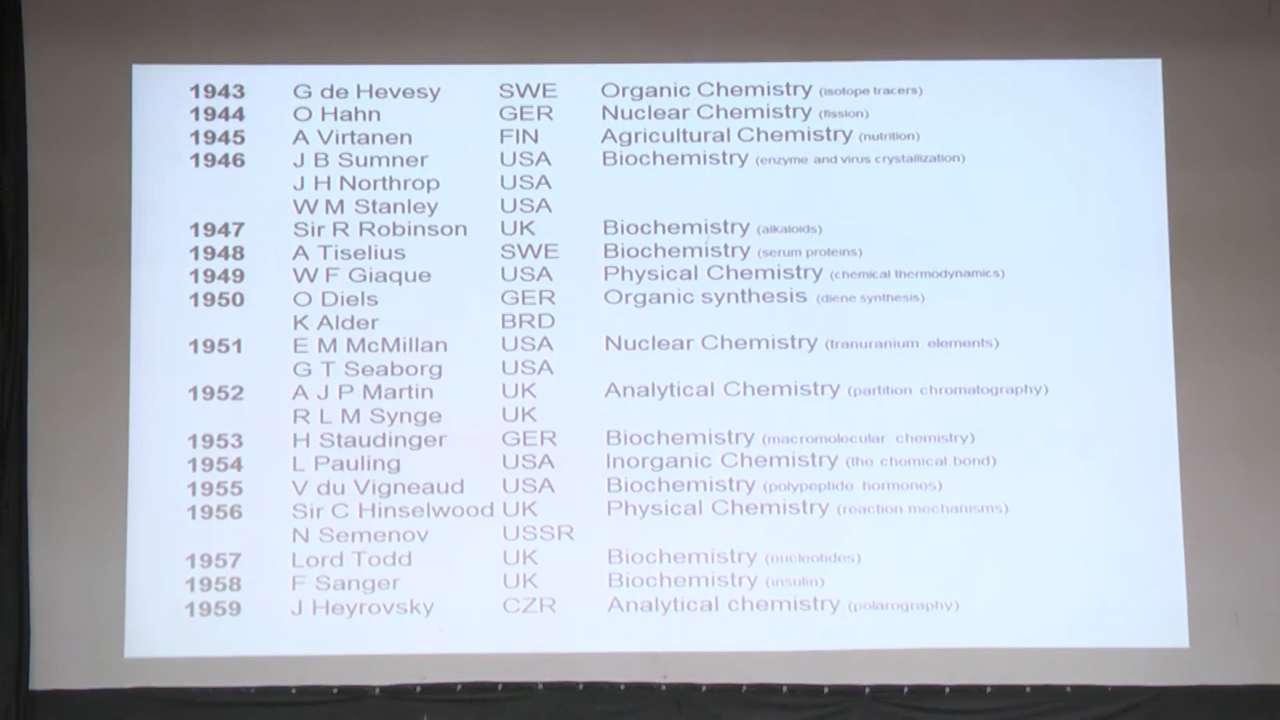 1943 G de Hevesy SWE Organic Chemistry (isotope tracers)
1944 O Hahn GER Nuclear Chemistry (fission)
1945 A Virtanen FIN Agricultural Chemistry (nutrition)
1946 J B Sumner USA Biochemistry (enzyme and virus crystallization)
J H Northrop USA
W M Stanley USA
1947 Sir R Robinson UK Biochemistry (alkaloids)
1948 A Tiselius SWE Biochemistry (serum proteins)
1949 W F Giaque USA Physical Chemistry (chemical thermodynamics)
1950 O Diels GER Organic synthesis (diene synthesis)
K Alder BRD
1951 E M McMillan USA Nuclear Chemistry (tranuranium elements)
G T Seaborg USA
1952 A J P Martin UK Analytical Chemistry (partition chromatography)
R L M Synge UK
1953 H Staudinger GER Biochemistry (macromolecular chemistry)
1954 L Pauling USA Inorganic Chemistry (the chemical bond)
1955 V du Vigneaud USA Biochemistry (polypeptide hormones)
1956 Sir C Hinselwood UK Physical Chemistry (reaction mechanisms)
N Semenov USSR
1957 Lord Todd UK Biochemistry (nucleotides)
1958 F Sanger UK Biochemistry (insulin)
1959 J Heyrovsky CZR Analytical chemistry (polarography)